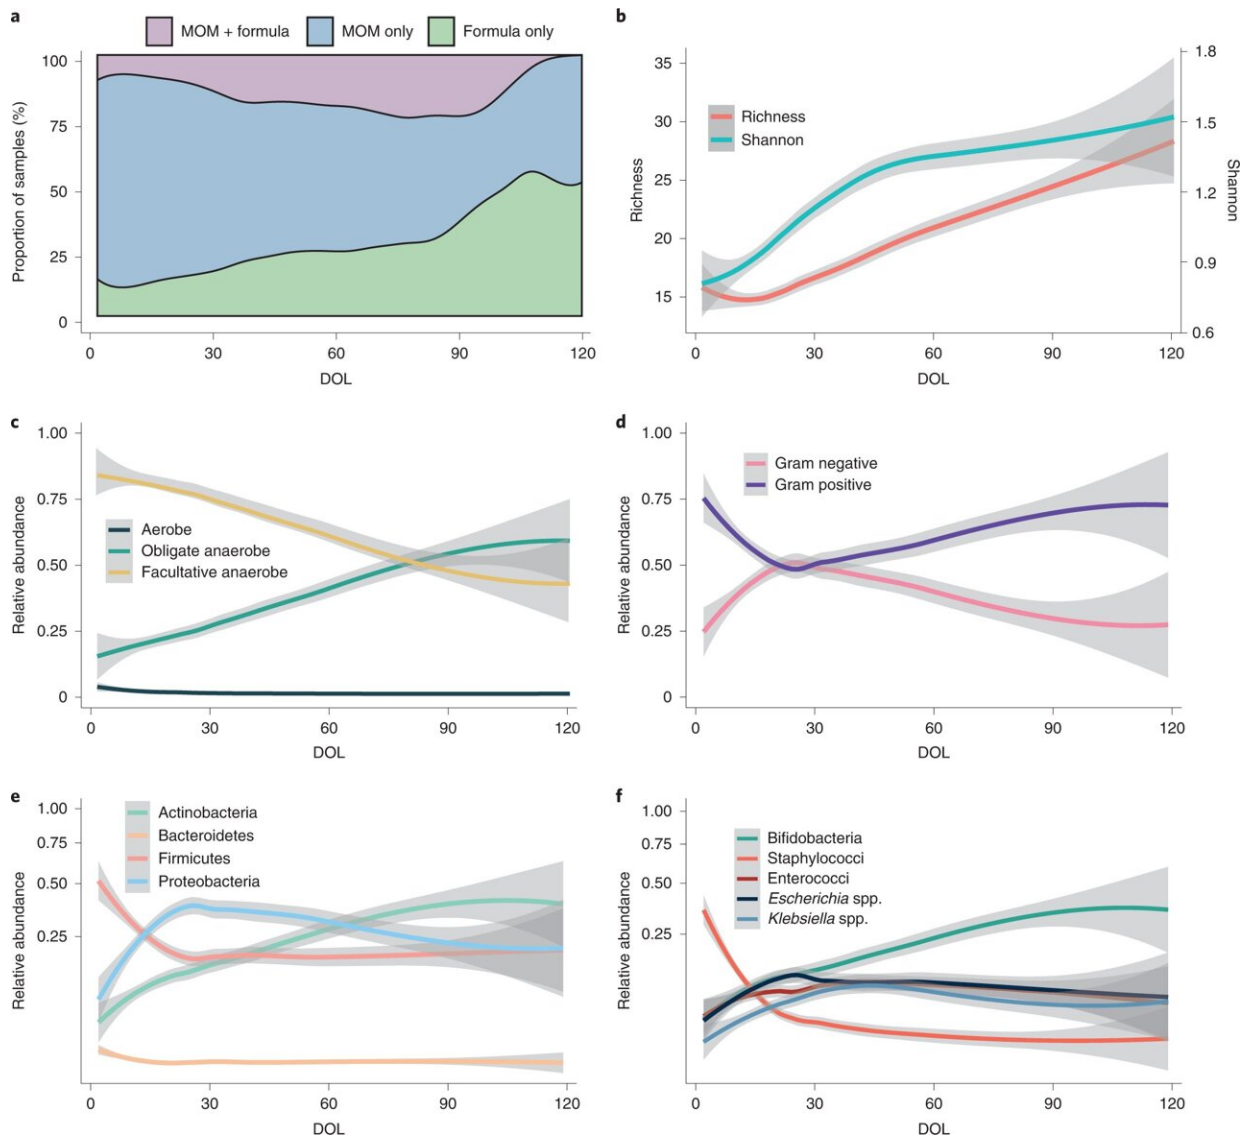 a
MOM + formula
MOM only
Formula only
Proportion of samples (%)
100
75
50
25
0
0 30 60 90 120
DOL
b
Richness
35
30
25
20
15
Richness
Shannon
1.8
1.5
1.2
0.9
0.6
Shannon
0 30 60 90 120
DOL
c
Relative abundance
1.00
0.75
0.50
0.25
0
Aerobe
Obligate anaerobe
Facultative anaerobe
0 30 60 90 120
DOL
d
Relative abundance
1.00
0.75
0.50
0.25
0
Gram negative
Gram positive
0 30 60 90 120
DOL
e
Relative abundance
1.00
0.75
0.50
0.25
Actinobacteria
Bacteroidetes
Firmicutes
Proteobacteria
0 30 60 90 120
DOL
f
Relative abundance
1.00
0.75
0.50
0.25
Bifidobacteria
Staphylococci
Enterococci
Escherichia spp.
Klebsiella spp.
0 30 60 90 120
DOL